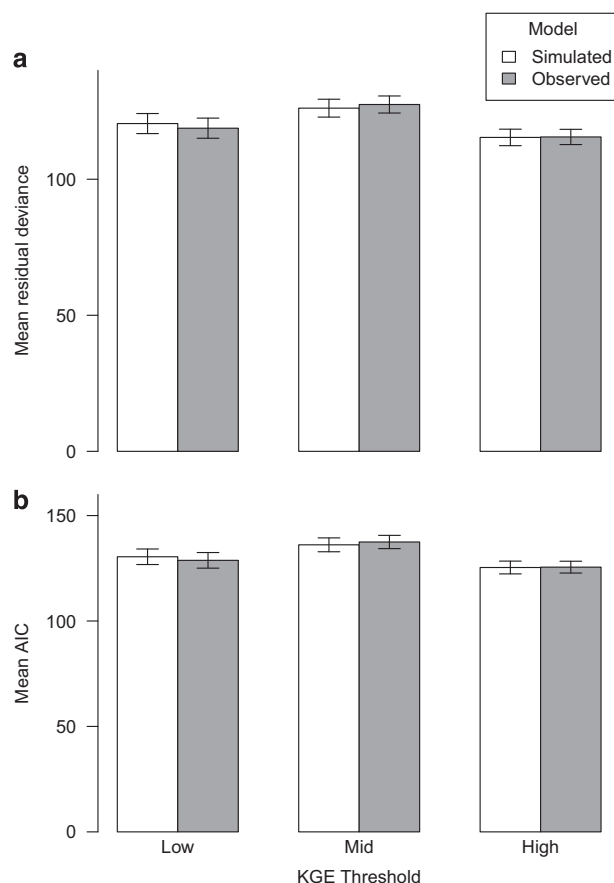 Model
Simulated
Observed
a
Mean residual deviance
100
50
0
b
Mean AIC
150
100
50
0
Low Mid High
KGE Threshold